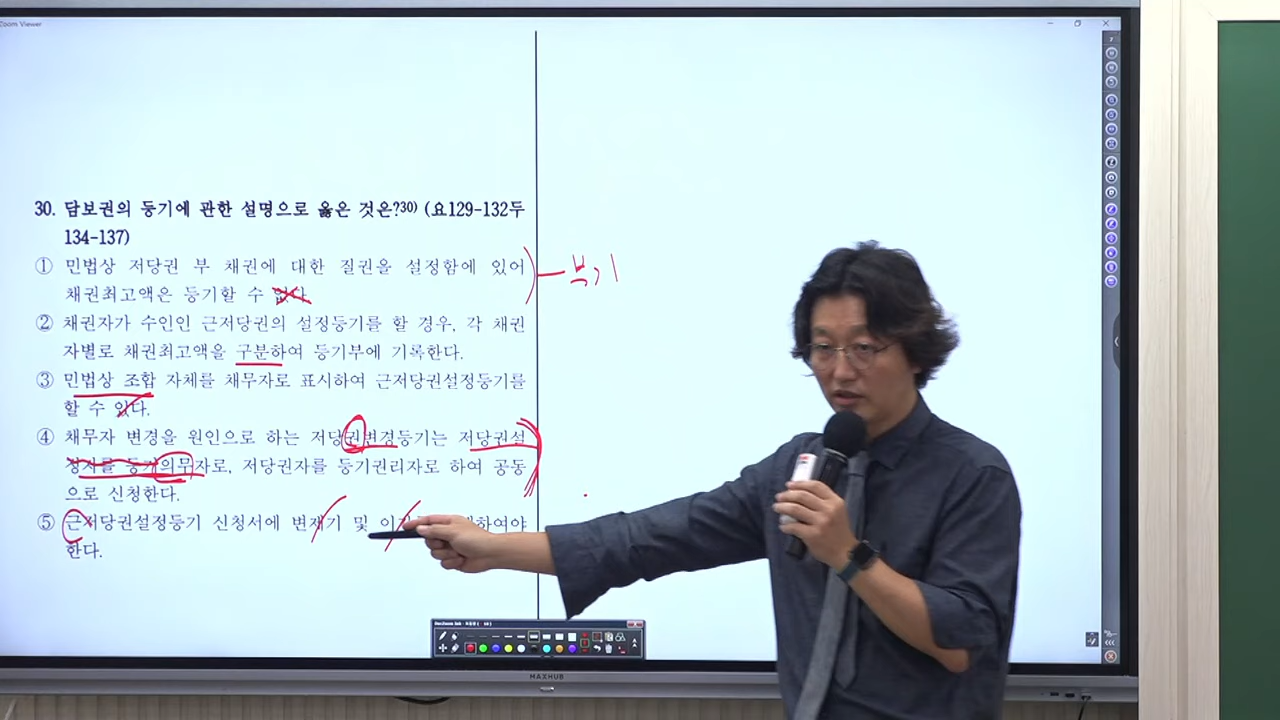 Zoom Viewer
30. 담보권의 등기에 관한 설명으로 옳은 것은?30) (요129-132두
134-137)
① 민법상 저당권 부 채권에 대한 질권을 설정함에 있어
채권최고액은 등기할 수 없다.
부기
② 채권자가 수인인 근저당권의 설정등기를 할 경우, 각 채권
자별로 채권최고액을 구분하여 등기부에 기록한다.
③ 민법상 조합 자체를 채무자로 표시하여 근저당권설정등기를
할 수 있다.
④ 채무자 변경을 원인으로 하는 저당권변경등기는 저당권설
정자를 등기의무자로, 저당권자를 등기권리자로 하여 공동
으로 신청한다.
⑤ 근저당권설정등기 신청서에 변제기 및 하여야
한다.
MAXHUB